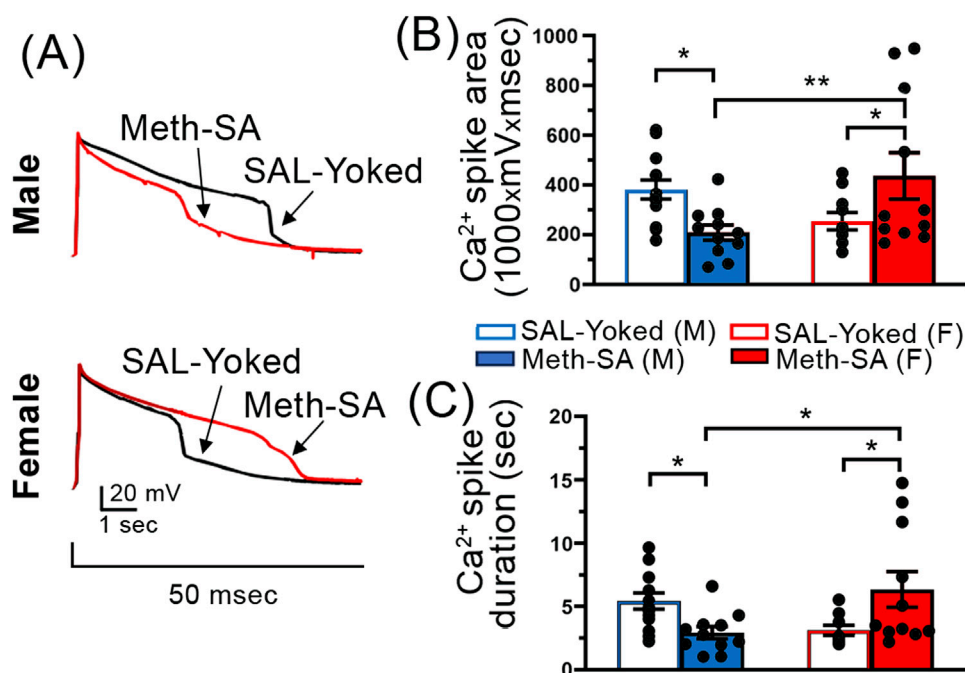 (A)
Male
Meth-SA
SAL-Yoked
Female
SAL-Yoked
Meth-SA
20 mV
1 sec
50 msec
(B)
Ca²⁺ spike area
(1000xmVxmsec)
1000
800
600
400
200
0
*
**
*
SAL-Yoked (M)
SAL-Yoked (F)
Meth-SA (M)
Meth-SA (F)
(C)
Ca²⁺ spike
duration (sec)
20
15
10
5
0
*
*
*